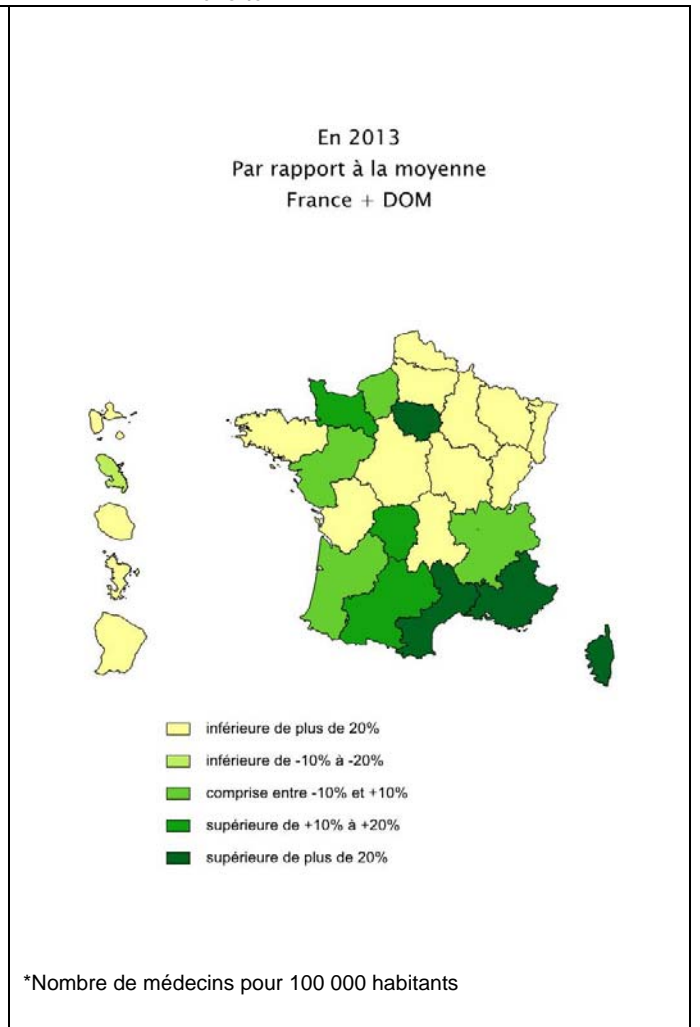 En 2013
Par rapport à la moyenne
France + DOM
inférieure de plus de 20%
inférieure de -10% à -20%
comprise entre -10% et +10%
supérieure de +10% à +20%
supérieure de plus de 20%
*Nombre de médecins pour 100 000 habitants